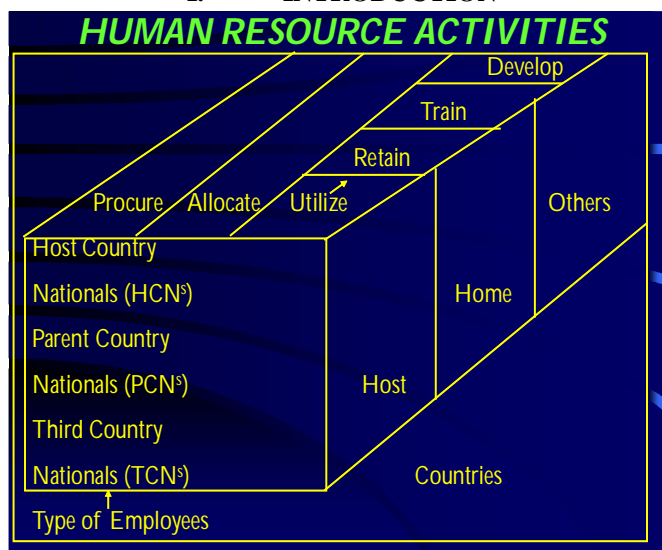 I. INTRODUCTION
HUMAN RESOURCE ACTIVITIES
Develop
Train
Retain
Procure Allocate Utilize
Others
Host Country
Nationals (HCNs)
Home
Parent Country
Nationals (PCNs)
Host
Third Country
Nationals (TCNs)
Countries
Type of Employees